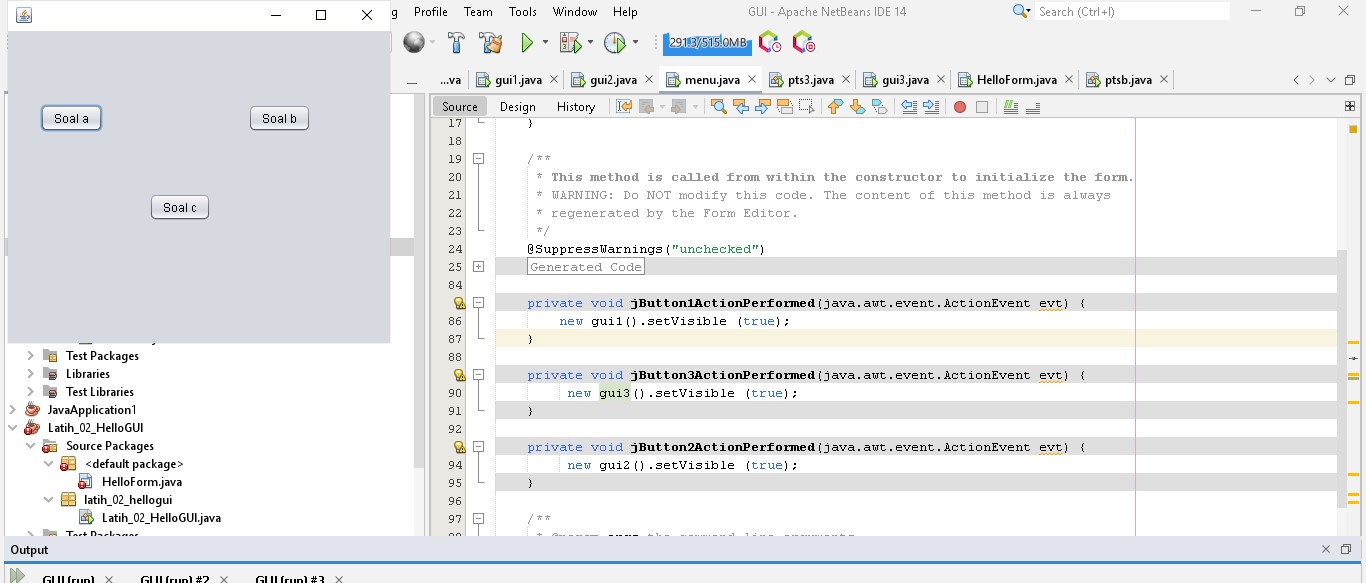 g Profile Team Tools Window Help
GUI - Apache NetBeans IDE 14
Search (Ctrl+I)
291.3/515.0MB
...va gui1.java gui2.java menu.java pts3.java gui3.java HelloForm.java ptsb.java
Source Design History
Soal a
Soal b
Soal c
17 }
18
19 /**
20 * This method is called from within the constructor to initialize the form.
21 * WARNING: Do NOT modify this code. The content of this method is always
22 * regenerated by the Form Editor.
23 */
24 @SuppressWarnings("unchecked")
25 Generated Code
84
private void jButton1ActionPerformed(java.awt.event.ActionEvent evt) {
86 new gui1().setVisible (true);
87 }
88
private void jButton3ActionPerformed(java.awt.event.ActionEvent evt) {
90 new gui3().setVisible (true);
91 }
92
private void jButton2ActionPerformed(java.awt.event.ActionEvent evt) {
94 new gui2().setVisible (true);
95 }
96
97 /**
Test Packages
Libraries
Test Libraries
JavaApplication1
Latih_02_HelloGUI
Source Packages
<default package>
HelloForm.java
latih_02_hellogui
Latih_02_HelloGUI.java
Test Packages
Output
GUI (run) GUI (run) #2 GUI (run) #3